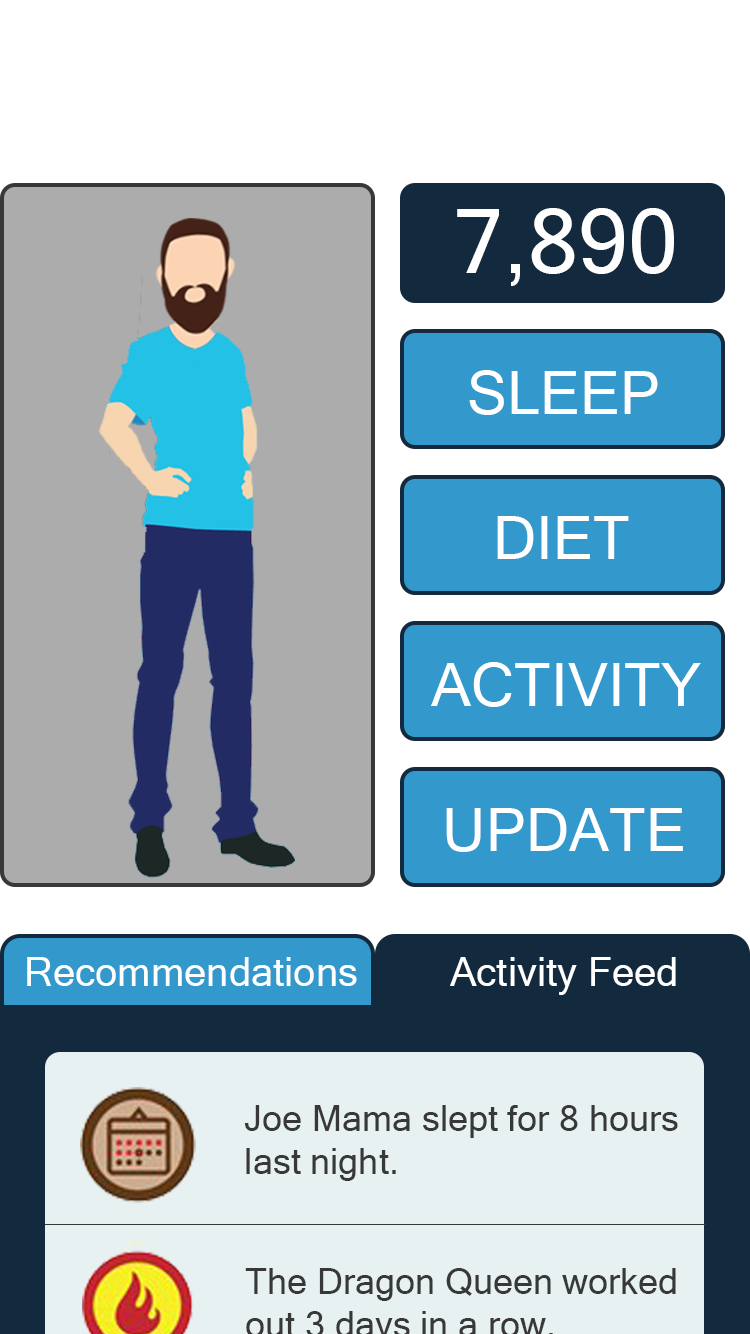 7,890
SLEEP
DIET
ACTIVITY
UPDATE
Recommendations
Activity Feed
Joe Mama slept for 8 hours
last night.
The Dragon Queen worked
out 3 days in a row.